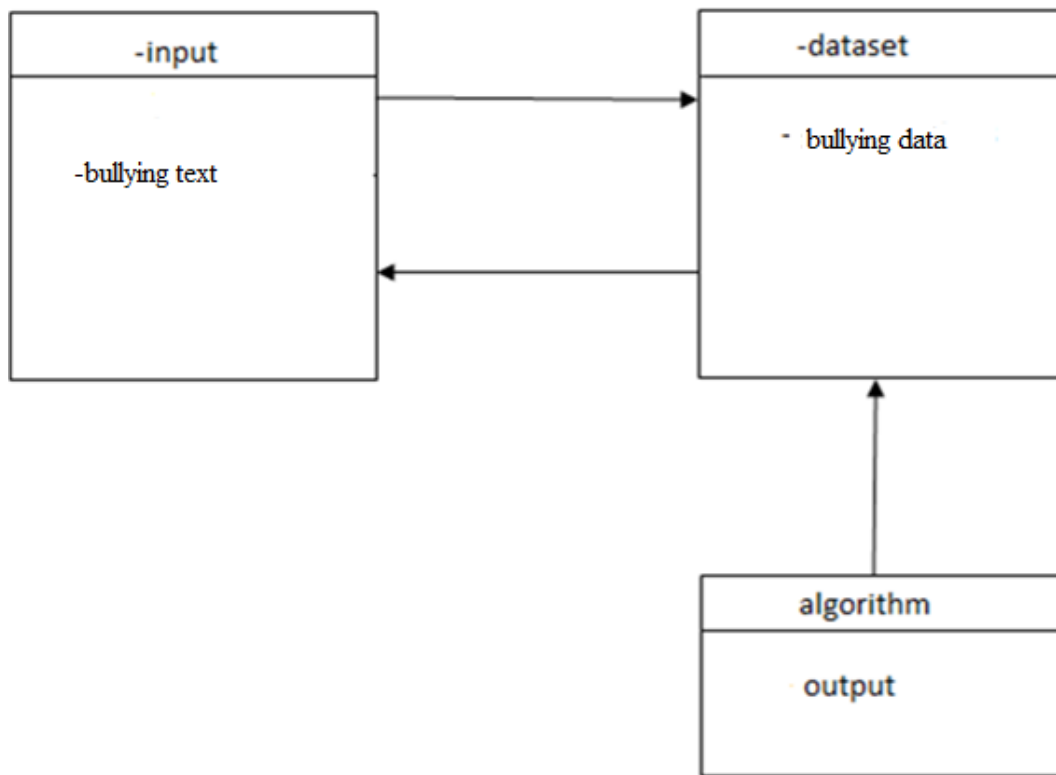 -input
-bullying text
-dataset
- bullying data
algorithm
output